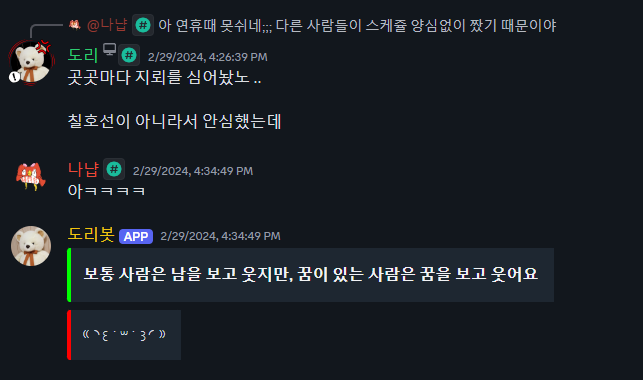 @나냡 # 아 연휴때 못쉬네;;; 다른 사람들이 스케쥴 양심없이 짰기 때문이야
도리 # 2/29/2024, 4:26:39 PM
곳곳마다 지뢰를 심어놨노 ..
칠호선이 아니라서 안심했는데
나냡 # 2/29/2024, 4:34:49 PM
아ㅋㅋㅋㅋ
도리봇 APP 2/29/2024, 4:34:49 PM
보통 사람은 남을 보고 웃지만, 꿈이 있는 사람은 꿈을 보고 웃어요